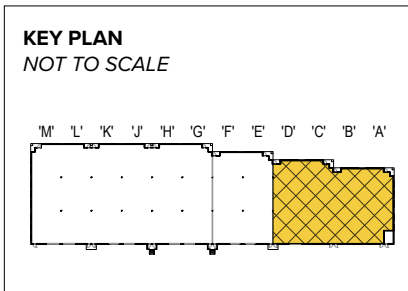 KEY PLAN
NOT TO SCALE
'M' 'L' 'K' 'J' 'H' 'G' 'F' 'E' 'D' 'C' 'B' 'A'